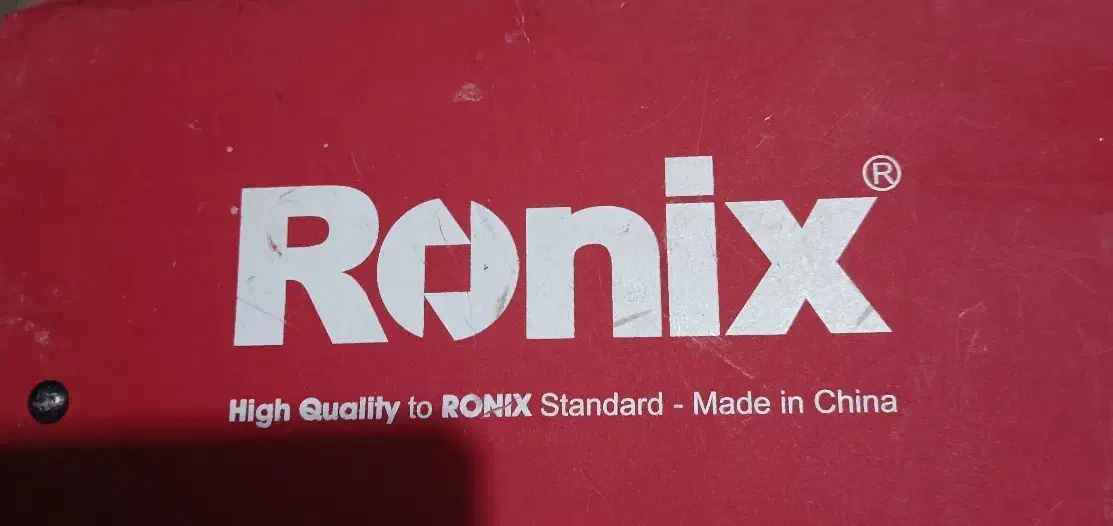 Ronix®
High Quality to RONIX Standard - Made in China